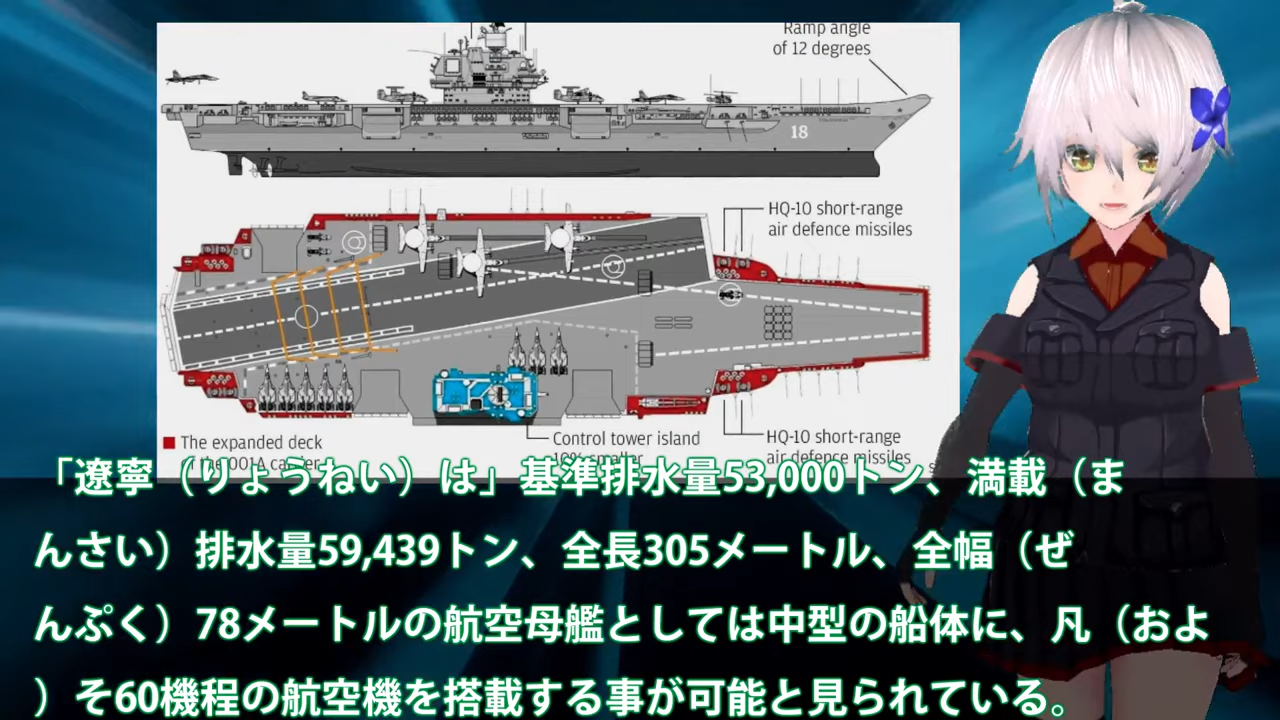 Ramp angle
of 12 degrees
18
HQ-10 short-range
air defence missiles
The expanded deck
of the 001A carrier
Control tower island
10% smaller
HQ-10 short-range
air defence missiles
「遼寧（りょうねい）は」基準排水量53,000トン、満載（ま
んさい）排水量59,439トン、全長305メートル、全幅（ぜ
んぷく）78メートルの航空母艦としては中型の船体に、凡（およ
）そ60機程の航空機を搭載する事が可能と見られている。